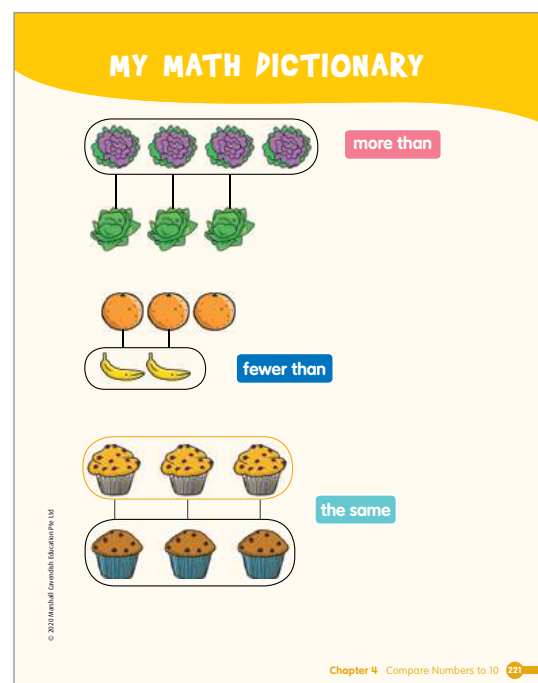 MY MATH DICTIONARY
more than
fewer than
the same
© 2020 Marshall Cavendish Education Pte Ltd
Chapter 4 Compare Numbers to 10 221